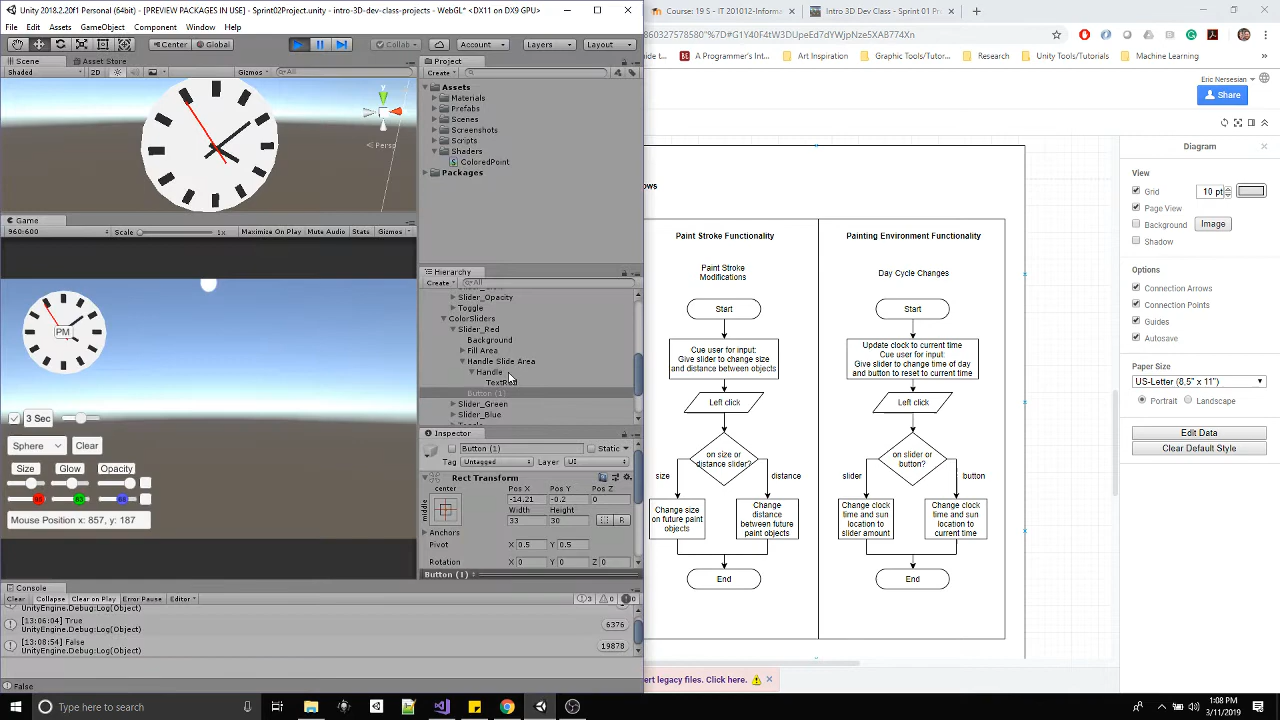 Unity 2018.2.20f1 Personal (64bit) - [PREVIEW PACKAGES IN USE] - Sprint02Project.unity - intro-3D-dev-class-projects - WebGL* <DX11 on DX9 GPU>
File Edit Assets GameObject Component Window Help
Center Global Collab Account Layers Layout
Scene Asset Store
Shaded 2D Gizmos All
y
Persp
Game
960x600 Scale 1x Maximize On Play Mute Audio Stats Gizmos
PM
3 Sec
Sphere Clear
Size Glow Opacity
Mouse Position x: 857, y: 187
Project
Create
Assets
Materials
Prefabs
Scenes
Screenshots
Scripts
Shaders
ColoredPoint
Packages
Hierarchy
Create All
Slider_Opacity
Toggle
ColorSliders
Slider_Red
Background
Fill Area
Handle Slide Area
Handle
Button (1)
Slider_Green
Slider_Blue
Inspector
Button (1) Static
Tag Untagged Layer UI
Rect Transform
center Pos X Pos Y Pos Z
middle -14.21 -0.2 0
Width Height
33 30
R
Anchors
Pivot X 0.5 Y 0.5
Rotation X 0 Y 0 Z 0
Button (1)
Console
Clear Collapse Clear on Play Error Pause Editor 3 0 0
UnityEngine.Debug:Log(Object)
[13:06:04] True
UnityEngine.Debug:Log(Object) 6376
[13:08:54] False
UnityEngine.Debug:Log(Object) 19878
False
Course: 19 S - IT 201012-Inform
Intro 3D Dev Class - Sprint 01 Pr
0360327578585#G1Y40F4tW3DUpeEd7dYWjpNze5XAB774Xn
A Programmer's Int...
Art Inspiration
Graphic Tools/Tutor...
Research
Unity Tools/Tutorials
Machine Learning
Eric Nersesian
Share
ows
Paint Stroke Functionality
Paint Stroke
Modifications
Start
Cue user for input:
Give slider to change size
and distance between objects
Left click
on size or
distance slider?
size distance
Change size
on future paint
objects
Change
distance
between future
paint objects
End
Painting Environment Functionality
Day Cycle Changes
Start
Update clock to current time
Cue user for input:
Give slider to change time of day
and button to reset to current time
Left click
on slider or
button?
slider button
Change clock
time and sun
location to
slider amount
Change clock
time and sun
location to
current time
End
Diagram
View
Grid 10 pt
Page View
Background Image
Shadow
Options
Connection Arrows
Connection Points
Guides
Autosave
Paper Size
US-Letter (8.5" x 11")
Portrait Landscape
Edit Data
Clear Default Style
ert legacy files. Click here.
Type here to search
1:08 PM
3/11/2019